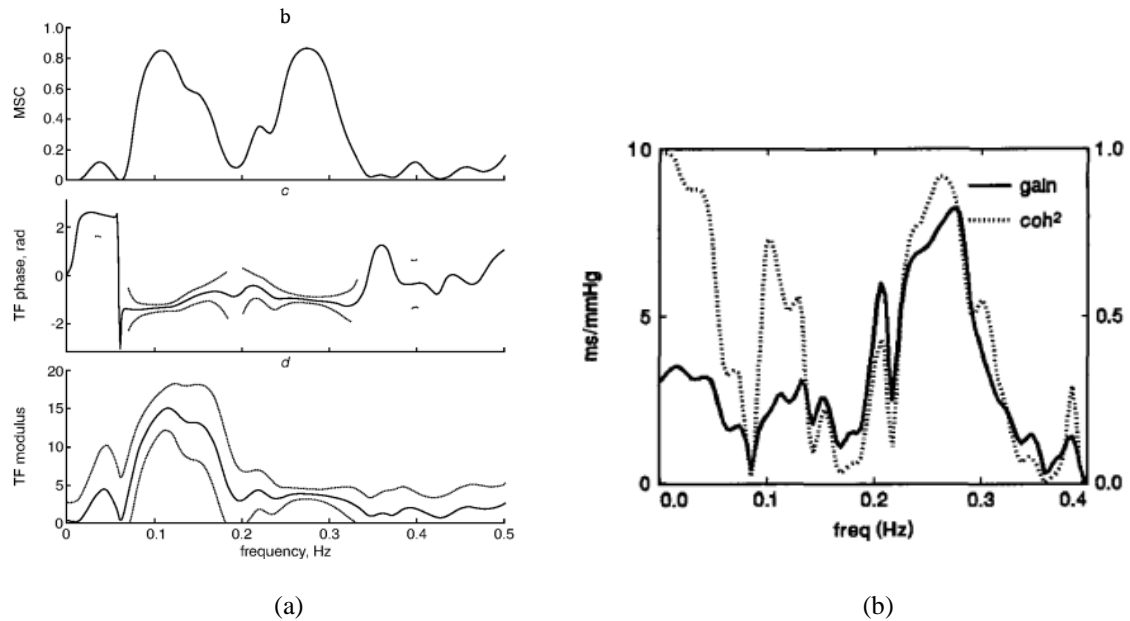 b
1.0
0.8
0.6
0.4
0.2
0
MSC
c
2
0
-2
TF phase, rad
d
20
15
10
5
0
TF modulus
0 0.1 0.2 0.3 0.4 0.5
frequency, Hz
(a)
10
5
0
ms/mmHg
gain
coh²
1.0
0.5
0.0
0.0 0.1 0.2 0.3 0.4
freq (Hz)
(b)